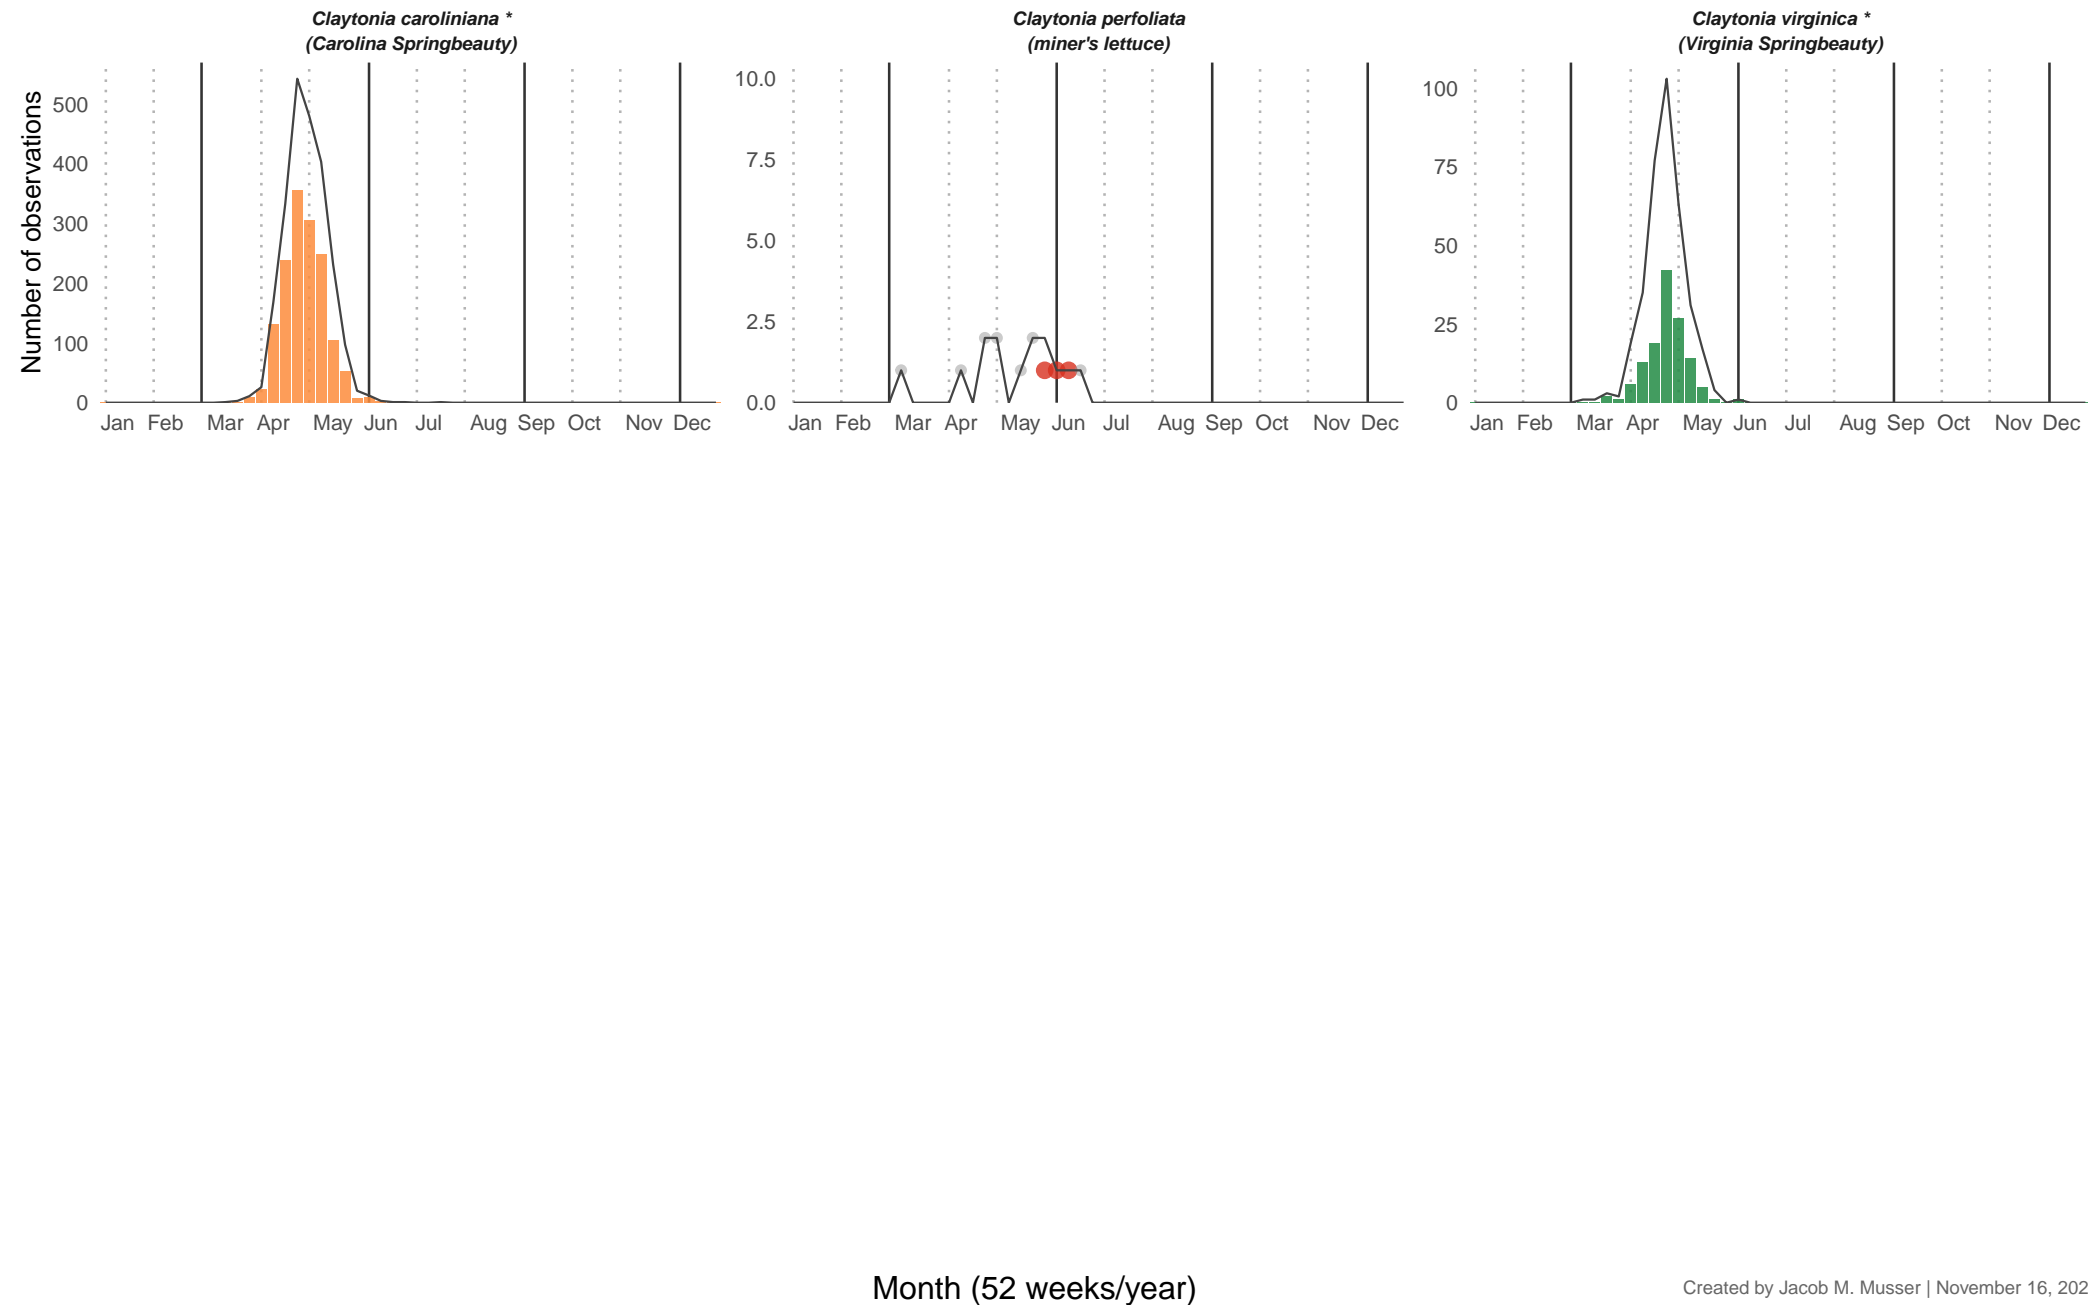 Claytonia caroliniana *
(Carolina Springbeauty)
Claytonia perfoliata
(miner's lettuce)
Claytonia virginica *
(Virginia Springbeauty)
Number of observations
500
400
300
200
100
0
Jan Feb Mar Apr May Jun Jul Aug Sep Oct Nov Dec
10.0
7.5
5.0
2.5
0.0
Jan Feb Mar Apr May Jun Jul Aug Sep Oct Nov Dec
100
75
50
25
0
Jan Feb Mar Apr May Jun Jul Aug Sep Oct Nov Dec
Month (52 weeks/year)
Created by Jacob M. Musser | November 16, 202